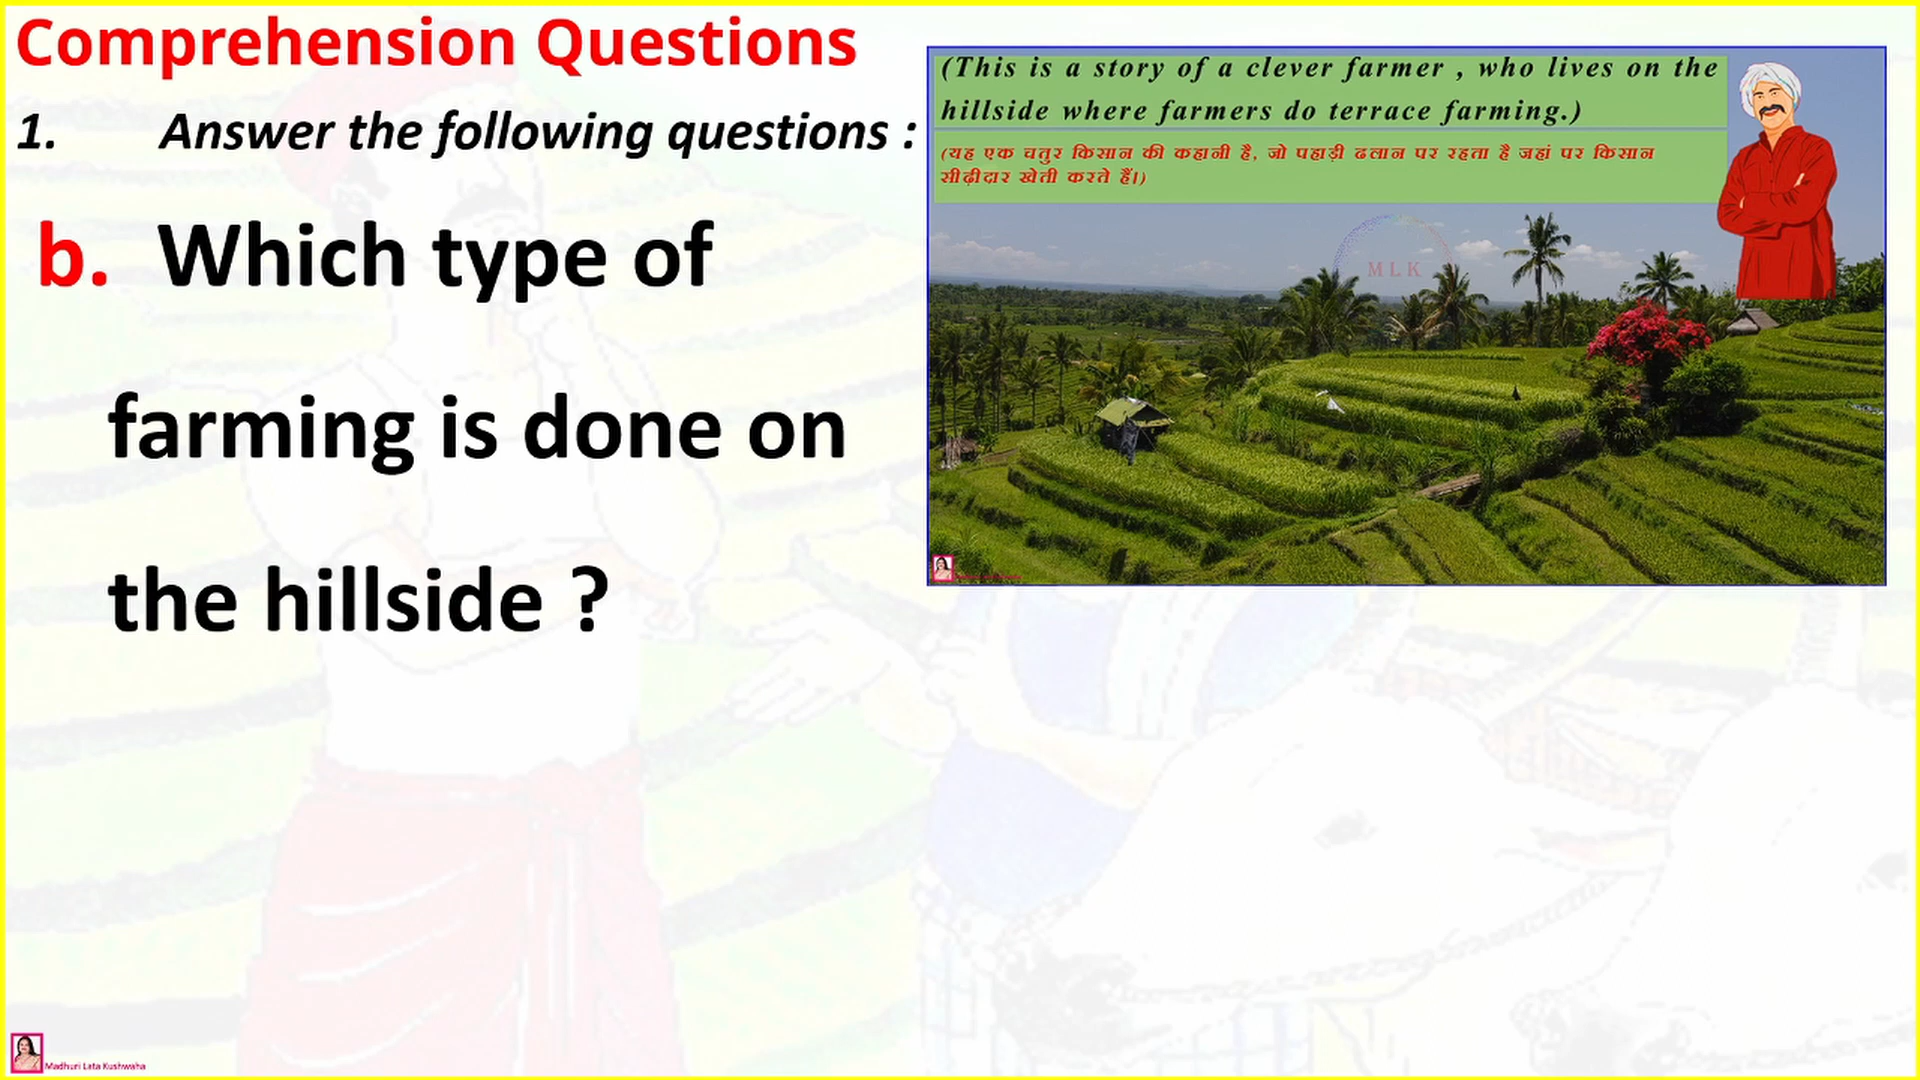 Comprehension Questions
1. Answer the following questions :
b. Which type of
farming is done on
the hillside ?
(This is a story of a clever farmer , who lives on the
hillside where farmers do terrace farming.)
(यह एक चतुर किसान की कहानी है, जो पहाड़ी ढलान पर रहता है जहां पर किसान
सीढ़ीदार खेती करते हैं।)
M L K
Madhuri Lata Kushwaha